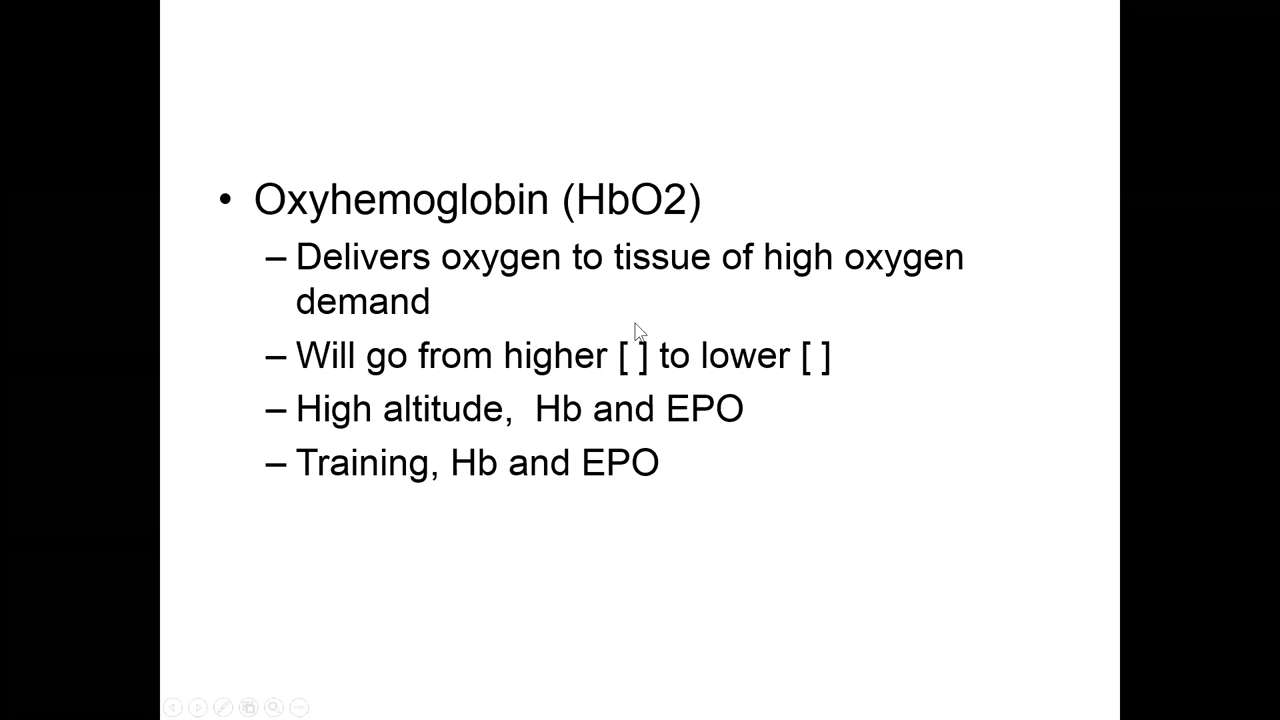 • Oxyhemoglobin (HbO2)
– Delivers oxygen to tissue of high oxygen
demand
– Will go from higher [ ] to lower [ ]
– High altitude,  Hb and EPO
– Training, Hb and EPO